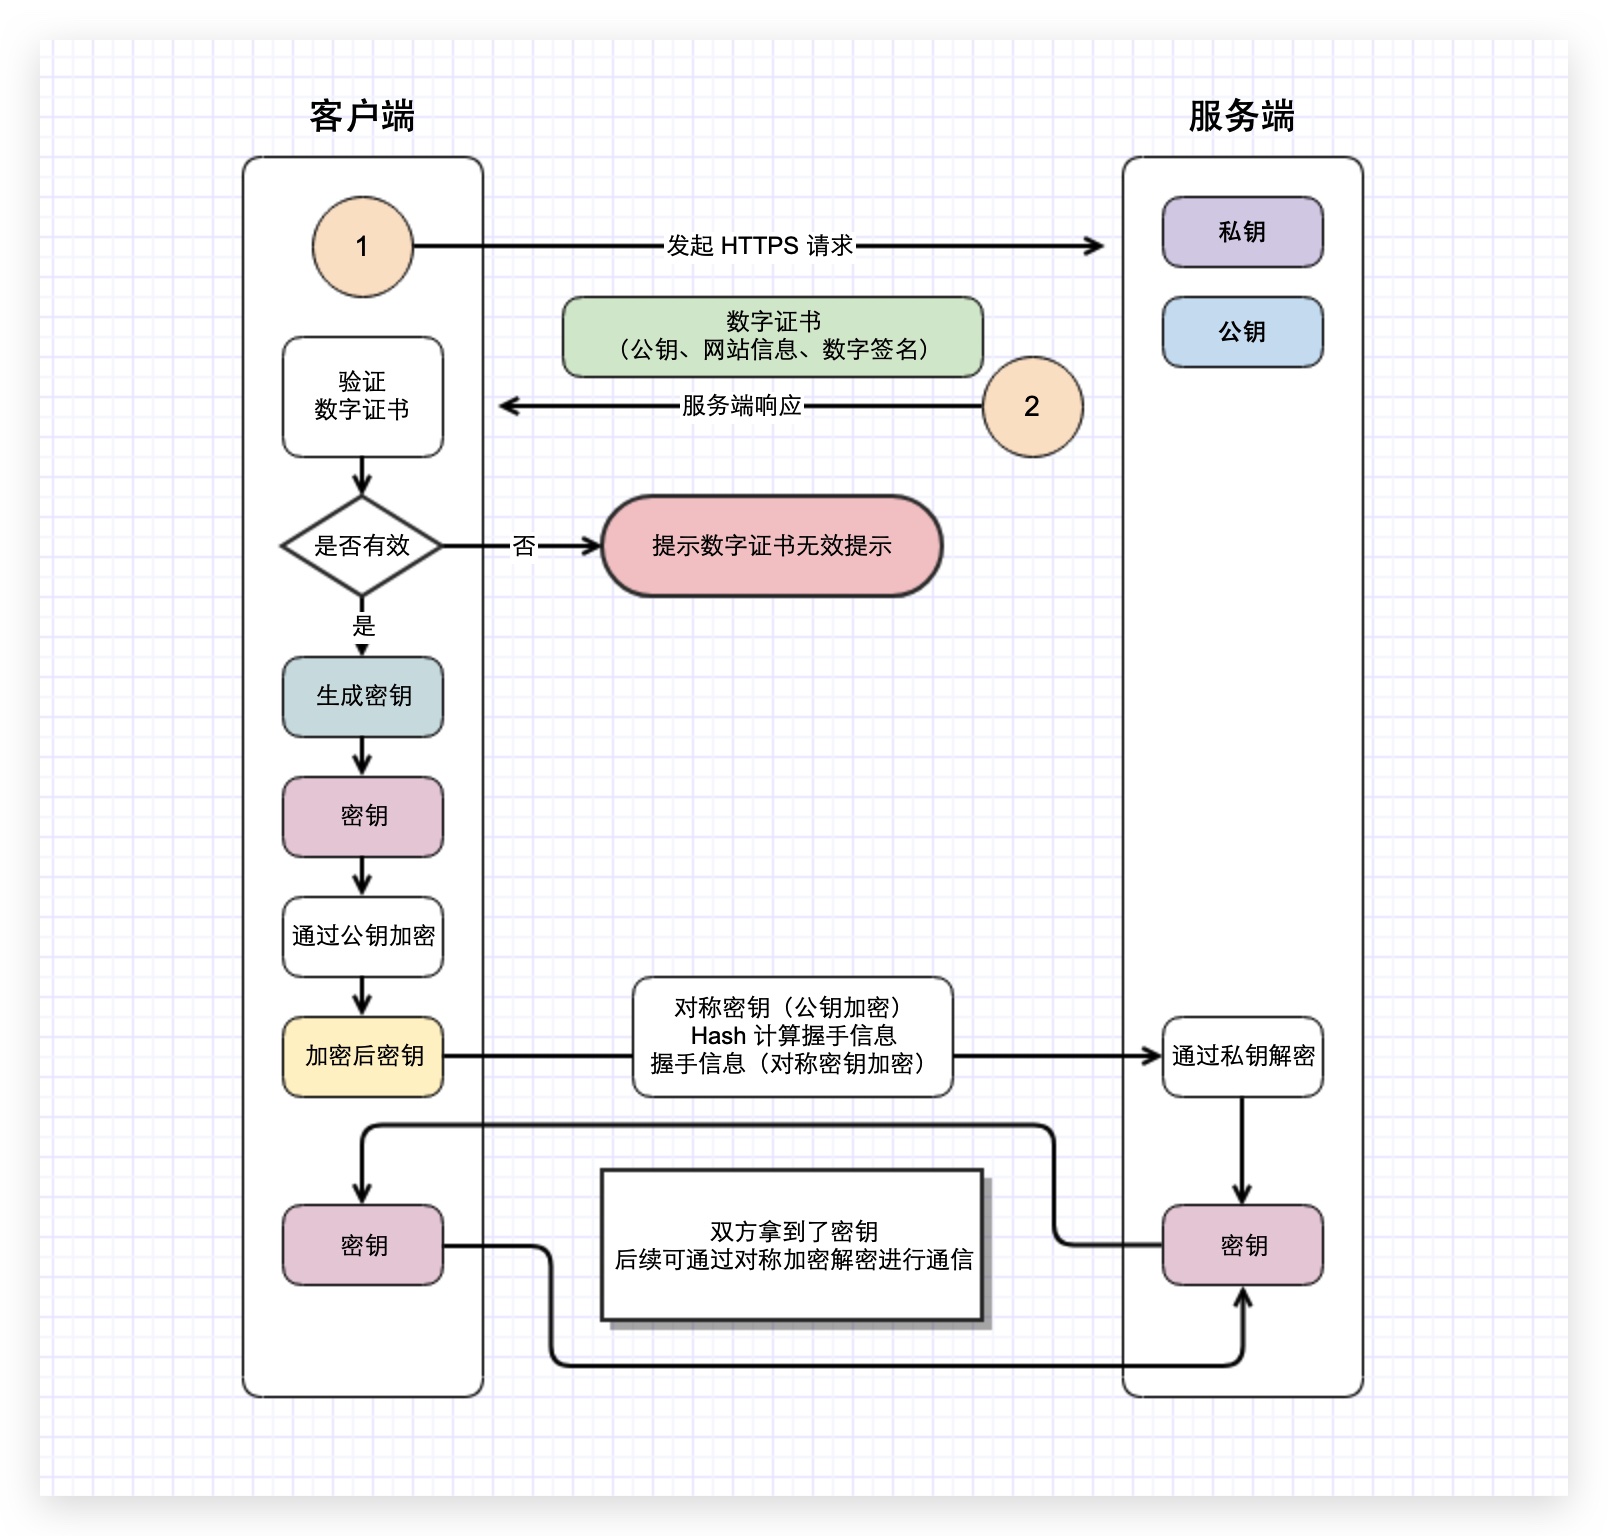 客户端
服务端
1
发起 HTTPS 请求
私钥
数字证书
（公钥、网站信息、数字签名）
公钥
验证
数字证书
服务端响应
2
是否有效
否
提示数字证书无效提示
是
生成密钥
密钥
通过公钥加密
对称密钥（公钥加密）
Hash 计算握手信息
握手信息（对称密钥加密）
加密后密钥
通过私钥解密
双方拿到了密钥
后续可通过对称加密解密进行通信
密钥
密钥